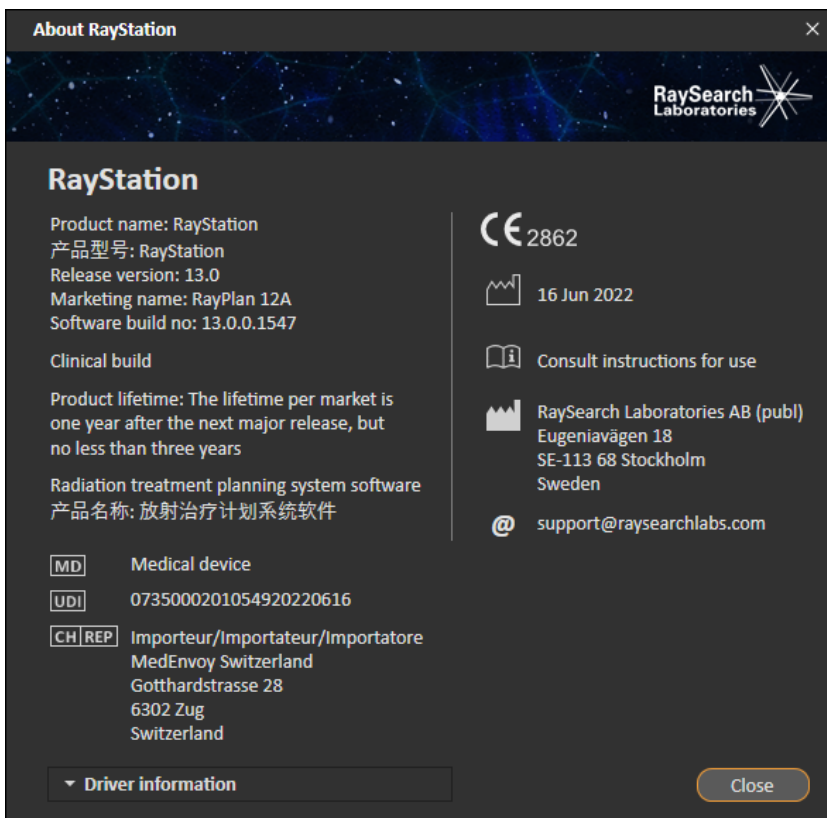 About RayStation
RaySearch
Laboratories
RayStation
Product name: RayStation
产品型号: RayStation
Release version: 13.0
Marketing name: RayPlan 12A
Software build no: 13.0.0.1547
Clinical build
Product lifetime: The lifetime per market is
one year after the next major release, but
no less than three years
Radiation treatment planning system software
产品名称: 放射治疗计划系统软件
CE 2862
16 Jun 2022
i
Consult instructions for use
RaySearch Laboratories AB (publ)
Eugeniavägen 18
SE-113 68 Stockholm
Sweden
@ support@raysearchlabs.com
MD Medical device
UDI 0735000201054920220616
CH REP Importeur/Importateur/Importatore
MedEnvoy Switzerland
Gotthardstrasse 28
6302 Zug
Switzerland
Driver information
Close